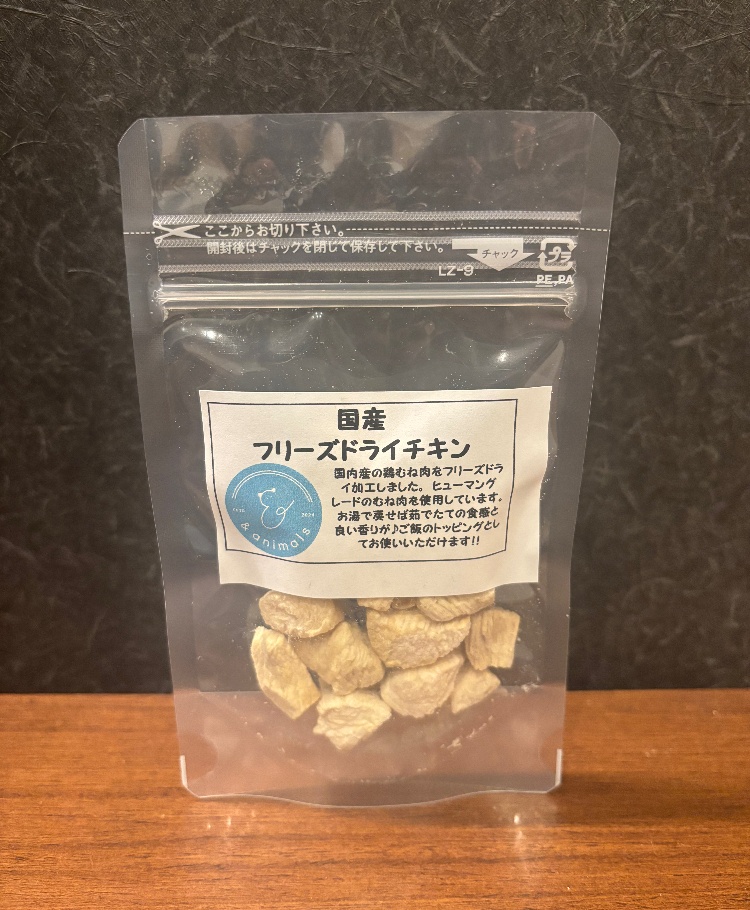 ここからお切り下さい。
開封後はチャックを閉じて保存して下さい。
チャック
LZ-9
プラ
PE,PA
国産
フリーズドライチキン
国内産の鶏むね肉をフリーズドラ
イ加工しました。ヒューマング
レードのむね肉を使用しています。
お湯で戻せば茹でたての食感と
良い香りが♪ご飯のトッピングとし
てお使いいただけます!!
& animals